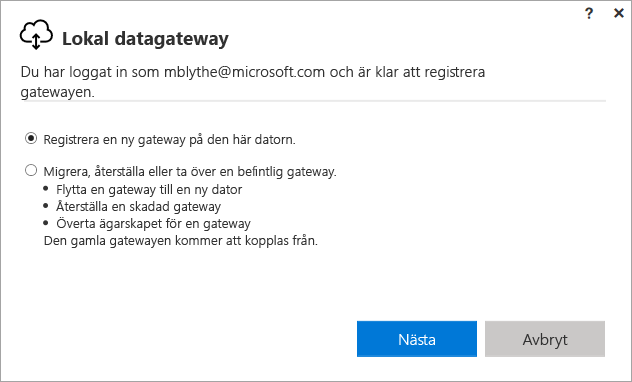 ? ×
Lokal datagateway
Du har loggat in som mblythe@microsoft.com och är klar att registrera
gatewayen.
Registrera en ny gateway på den här datorn.
Migrera, återställa eller ta över en befintlig gateway.
• Flytta en gateway till en ny dator
• Återställa en skadad gateway
• Överta ägarskapet för en gateway
Den gamla gatewayen kommer att kopplas från.
Nästa Avbryt